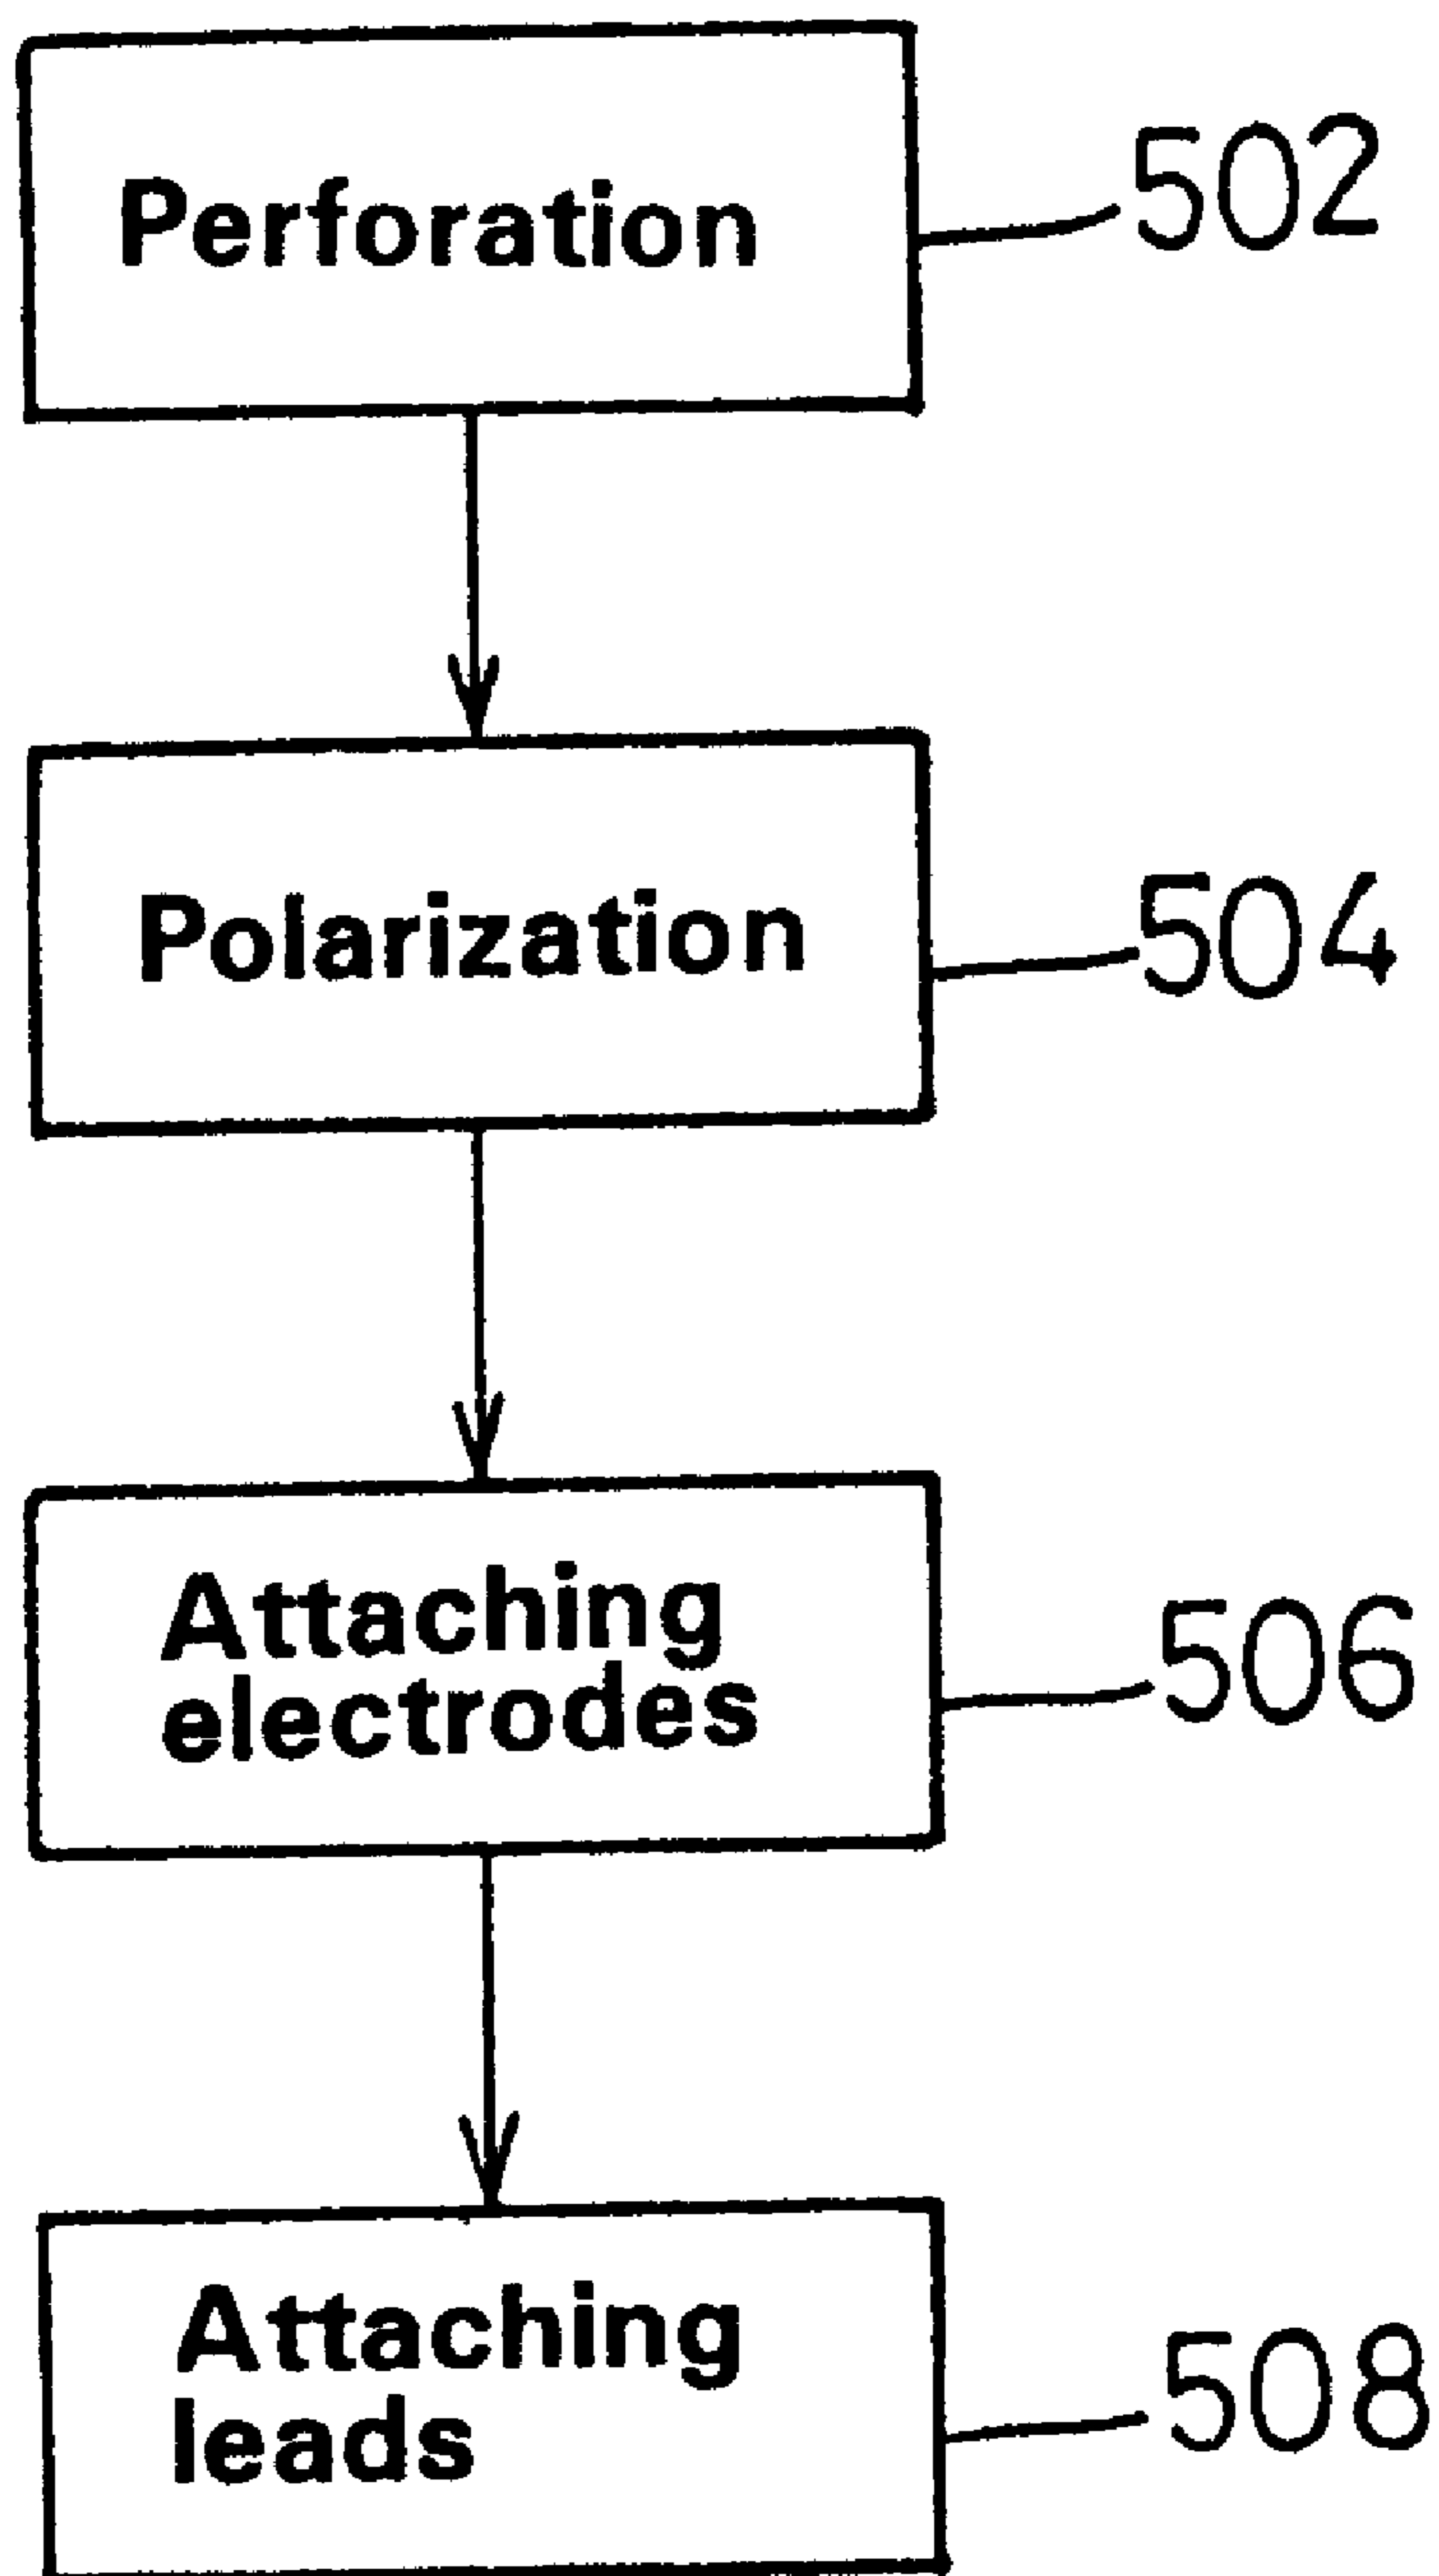 Perforation
502
Polarization
504
Attaching
electrodes
506
Attaching
leads
508